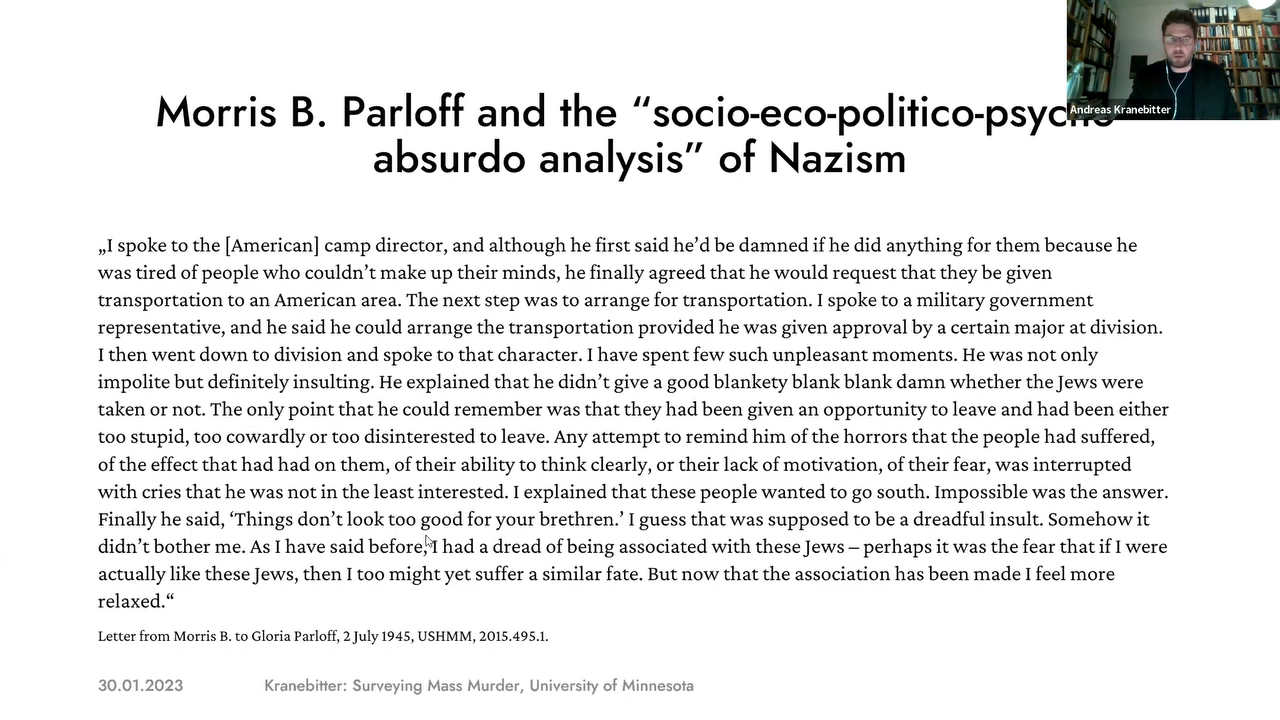 Andreas Kranebitter
Morris B. Parloff and the “socio-eco-politico-psycho
absurdo analysis” of Nazism
„I spoke to the [American] camp director, and although he first said he’d be damned if he did anything for them because he
was tired of people who couldn’t make up their minds, he finally agreed that he would request that they be given
transportation to an American area. The next step was to arrange for transportation. I spoke to a military government
representative, and he said he could arrange the transportation provided he was given approval by a certain major at division.
I then went down to division and spoke to that character. I have spent few such unpleasant moments. He was not only
impolite but definitely insulting. He explained that he didn’t give a good blankety blank blank damn whether the Jews were
taken or not. The only point that he could remember was that they had been given an opportunity to leave and had been either
too stupid, too cowardly or too disinterested to leave. Any attempt to remind him of the horrors that the people had suffered,
of the effect that had had on them, of their ability to think clearly, or their lack of motivation, of their fear, was interrupted
with cries that he was not in the least interested. I explained that these people wanted to go south. Impossible was the answer.
Finally he said, ‘Things don’t look too good for your brethren.’ I guess that was supposed to be a dreadful insult. Somehow it
didn’t bother me. As I have said before, I had a dread of being associated with these Jews – perhaps it was the fear that if I were
actually like these Jews, then I too might yet suffer a similar fate. But now that the association has been made I feel more
relaxed.“
Letter from Morris B. to Gloria Parloff, 2 July 1945, USHMM, 2015.495.1.
30.01.2023 Kranebitter: Surveying Mass Murder, University of Minnesota